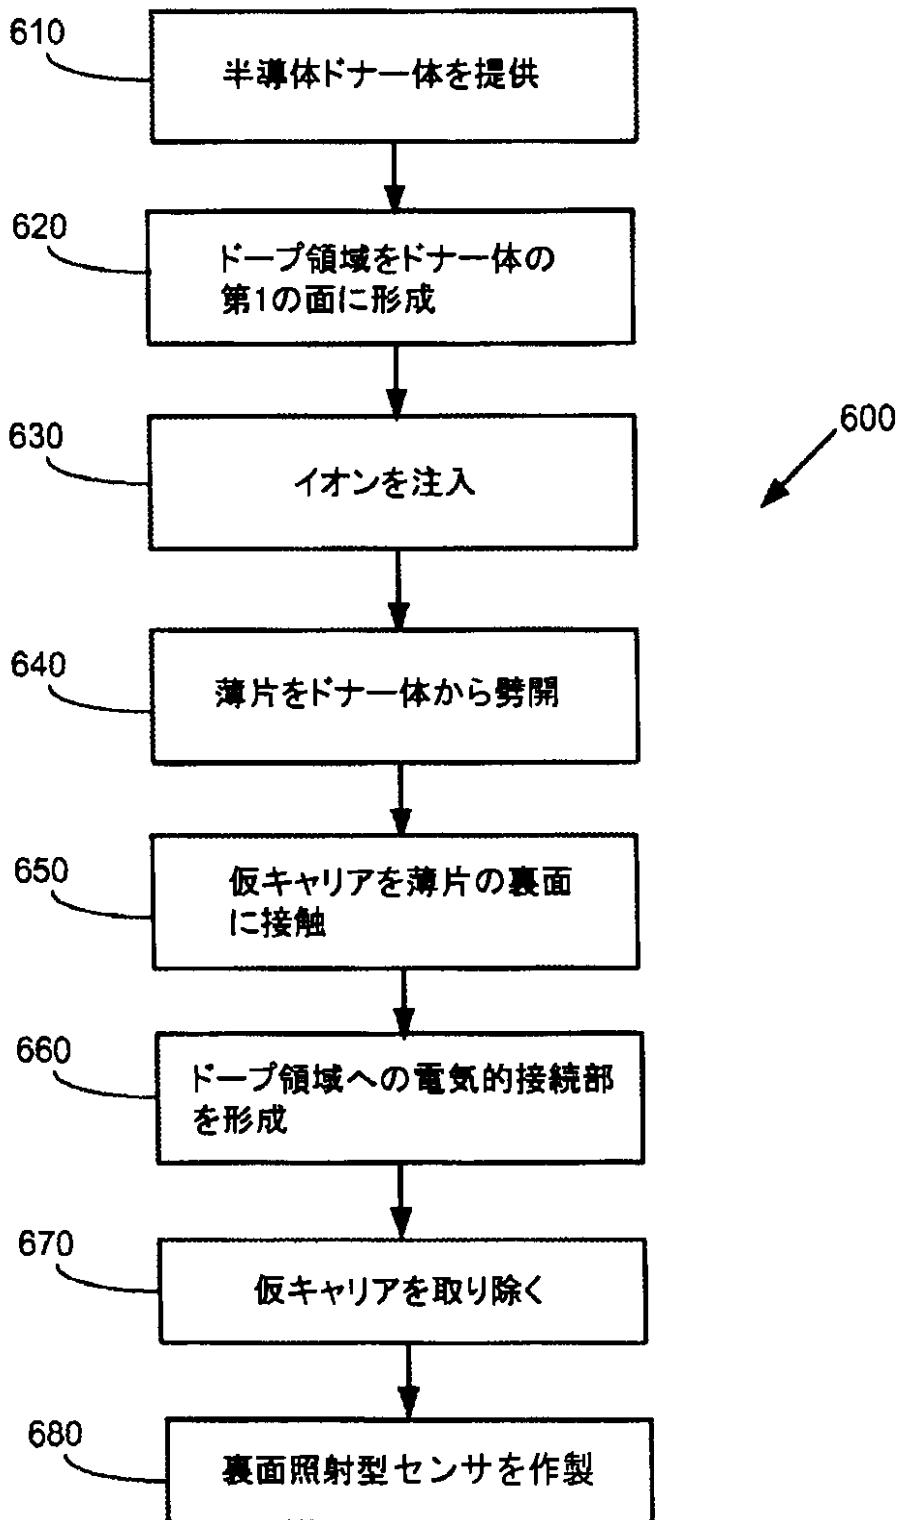 610
半導体ドナー体を提供
620
ドープ領域をドナー体の
第1の面に形成
630
イオンを注入
600
640
薄片をドナー体から劈開
650
仮キャリアを薄片の裏面
に接触
660
ドープ領域への電気的接続部
を形成
670
仮キャリアを取り除く
680
裏面照射型センサを作製